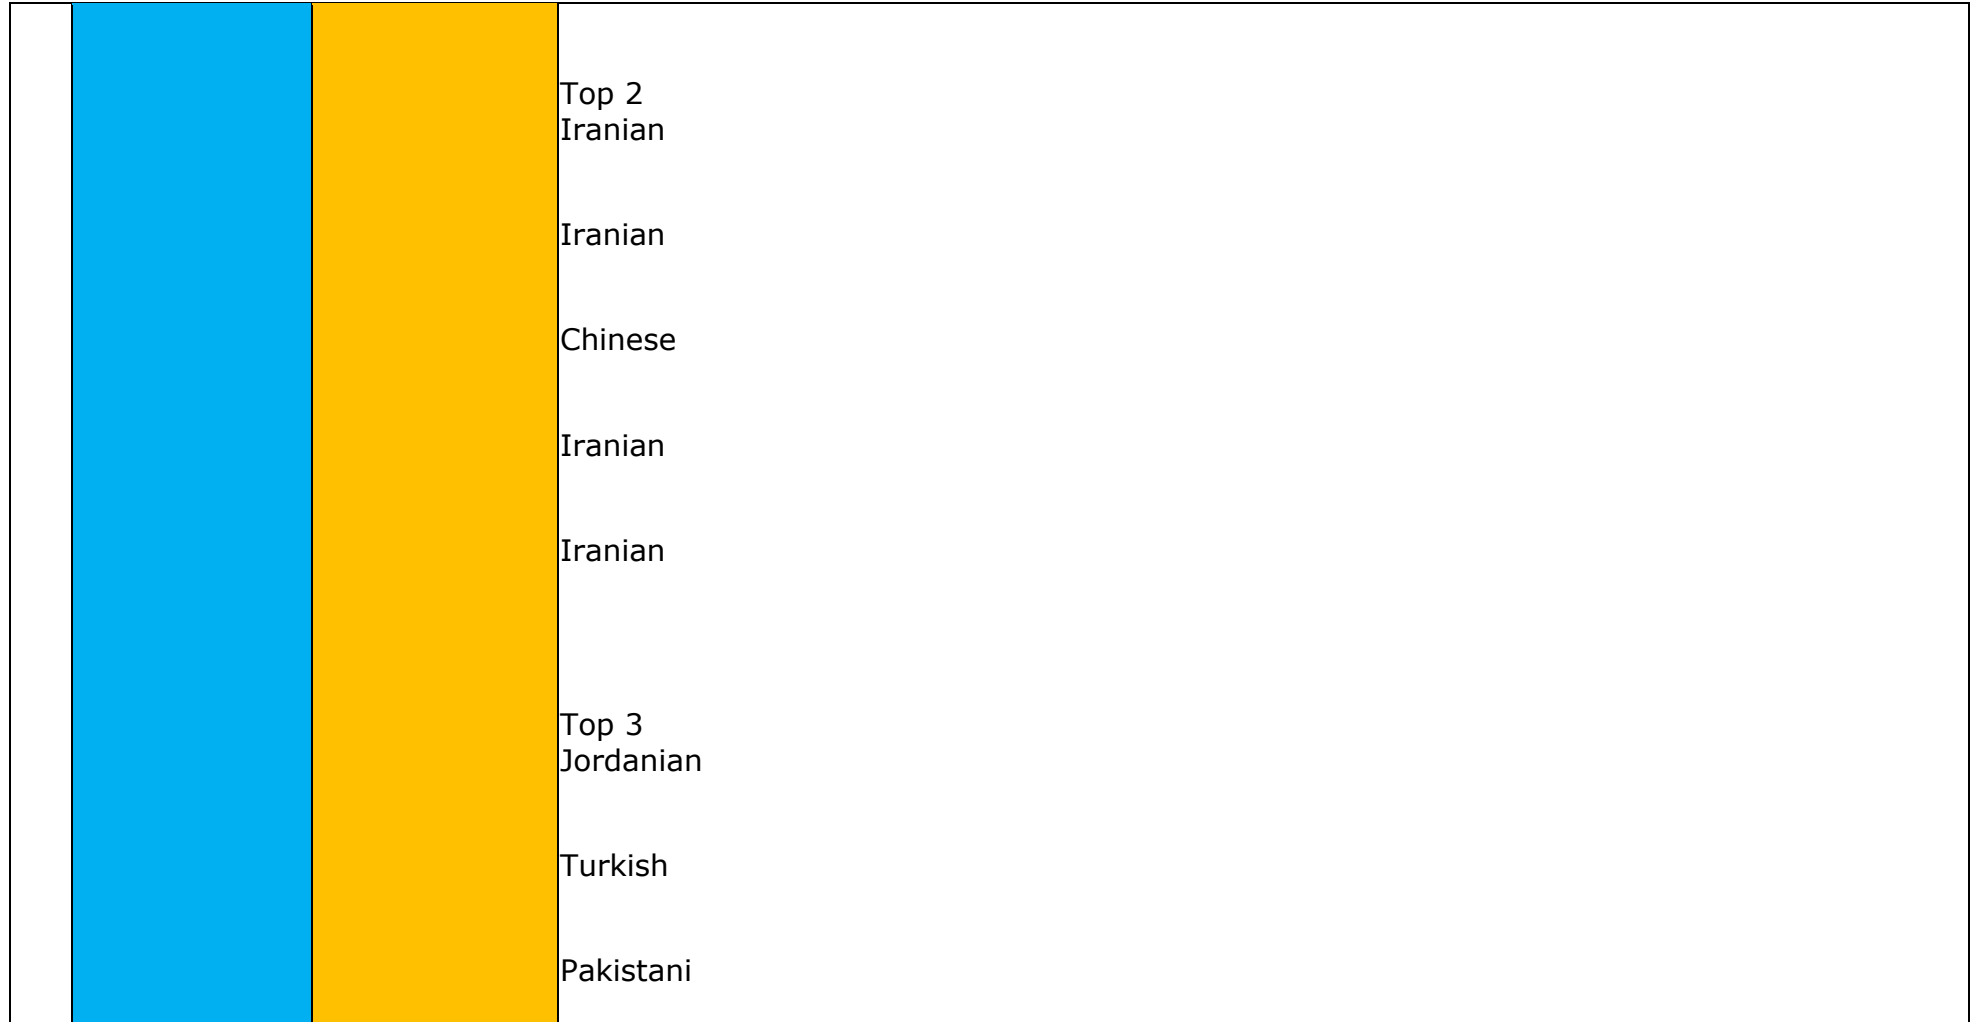 Top 2
Iranian
Iranian
Chinese
Iranian
Iranian
Top 3
Jordanian
Turkish
Pakistani